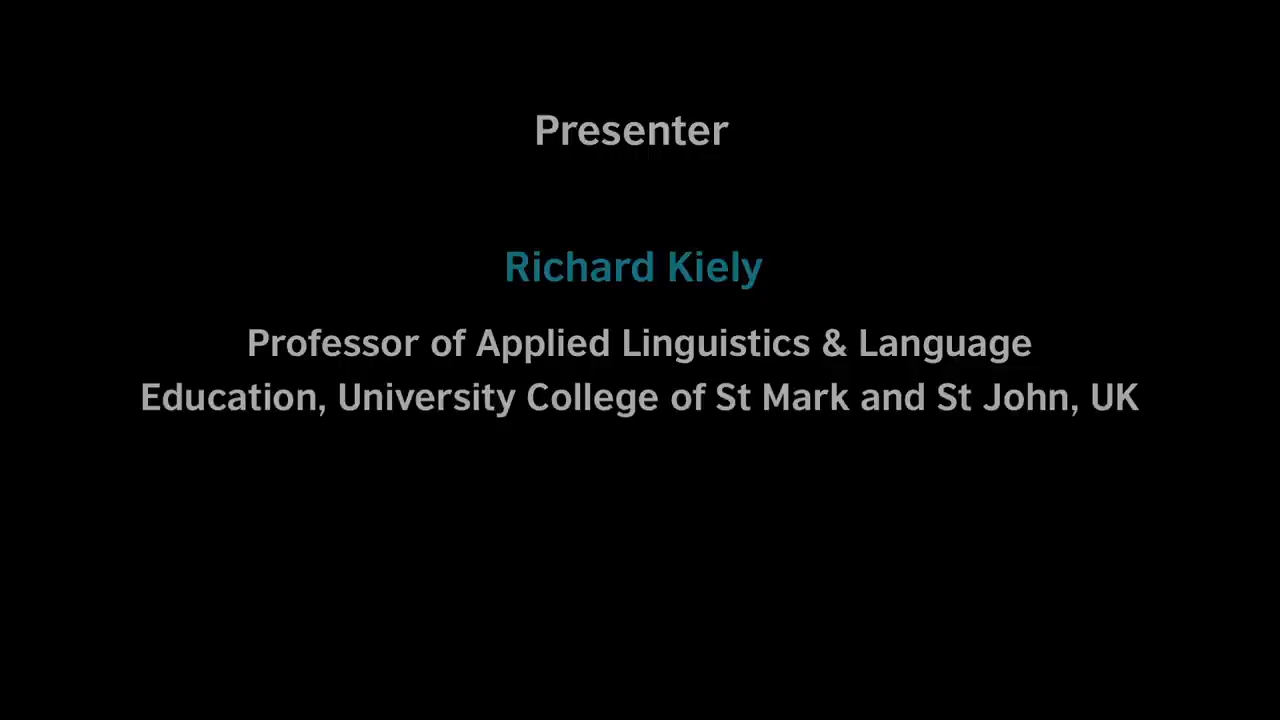 Presenter
Richard Kiely
Professor of Applied Linguistics & Language
Education, University College of St Mark and St John, UK